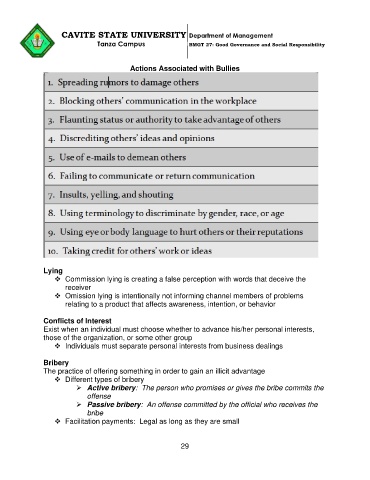 CAVITE STATE UNIVERSITY Department of Management
Tanza Campus BMGT 27- Good Governance and Social Responsibility
Actions Associated with Bullies
1. Spreading rumors to damage others
2. Blocking others' communication in the workplace
3. Flaunting status or authority to take advantage of others
4. Discrediting others' ideas and opinions
5. Use of e-mails to demean others
6. Failing to communicate or return communication
7. Insults, yelling, and shouting
8. Using terminology to discriminate by gender, race, or age
9. Using eye or body language to hurt others or their reputations
10. Taking credit for others' work or ideas
Lying
❖ Commission lying is creating a false perception with words that deceive the
receiver
❖ Omission lying is intentionally not informing channel members of problems
relating to a product that affects awareness, intention, or behavior
Conflicts of Interest
Exist when an individual must choose whether to advance his/her personal interests,
those of the organization, or some other group
❖ Individuals must separate personal interests from business dealings
Bribery
The practice of offering something in order to gain an illicit advantage
❖ Different types of bribery
➢ Active bribery: The person who promises or gives the bribe commits the
offense
➢ Passive bribery: An offense committed by the official who receives the
bribe
❖ Facilitation payments: Legal as long as they are small
29